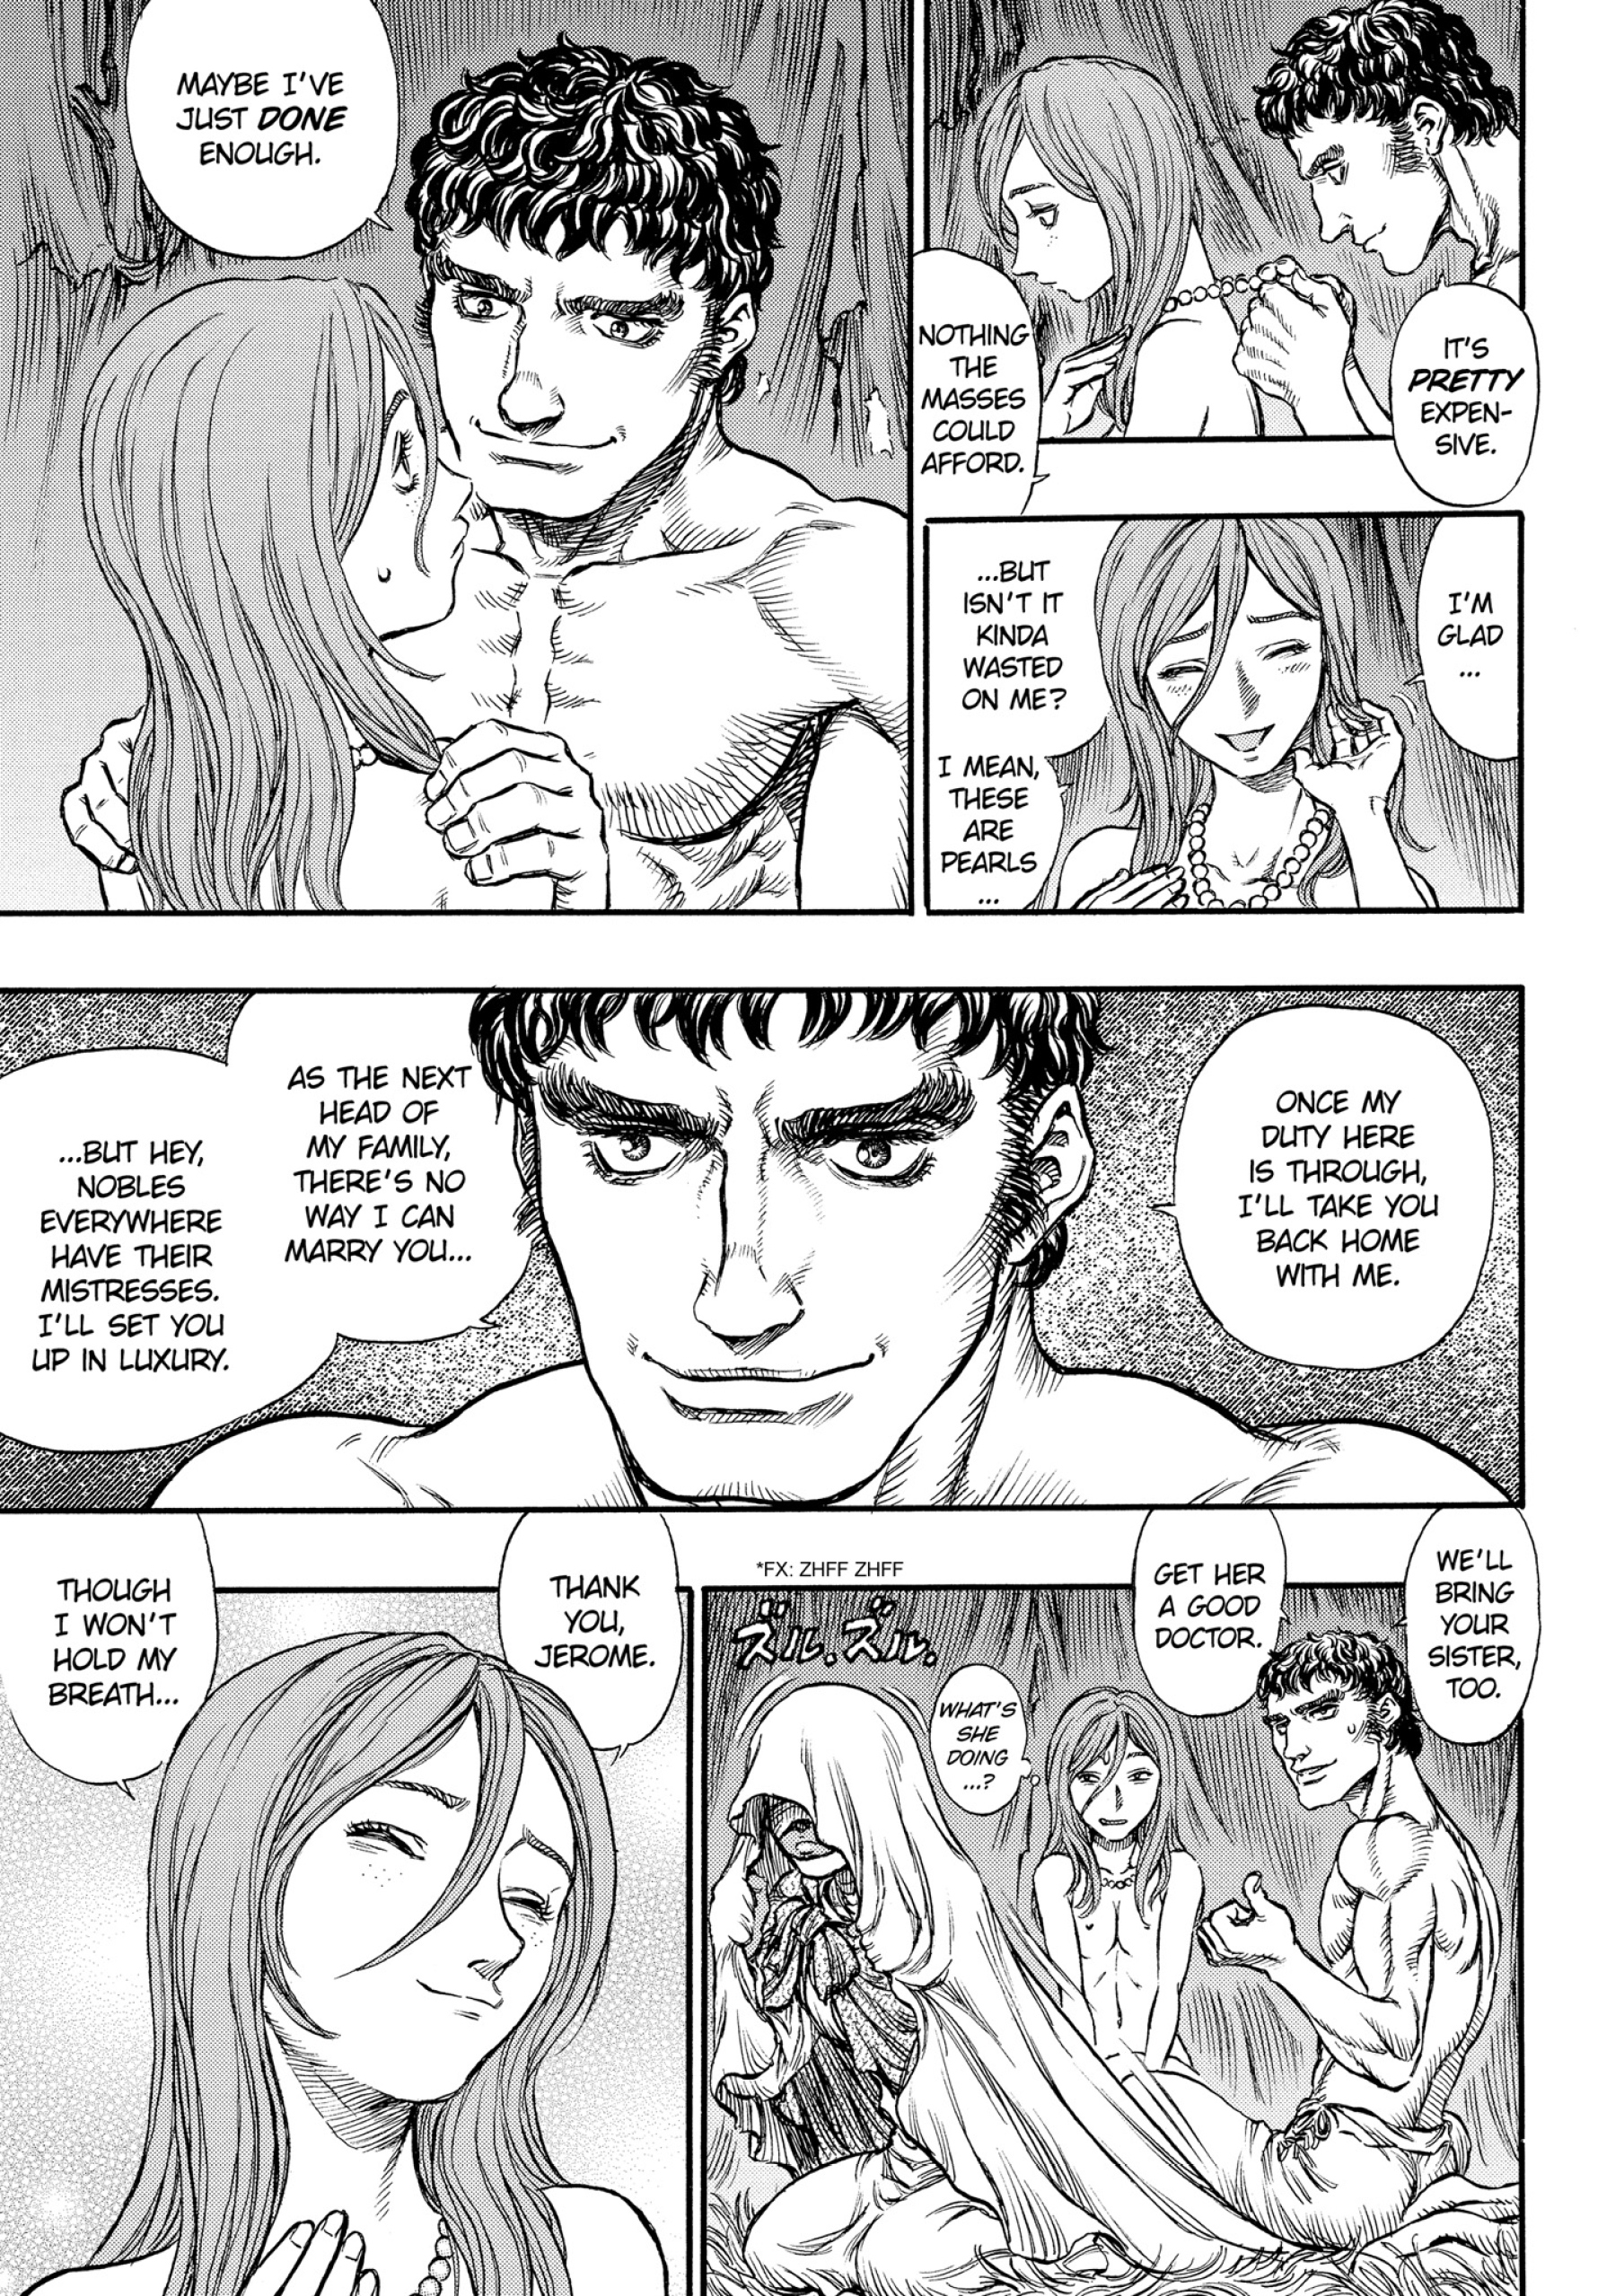 IT'S
PRETTY
EXPEN-
SIVE.
NOTHING
THE
MASSES
COULD
AFFORD.
I'M
GLAD
...
...BUT
ISN'T IT
KINDA
WASTED
ON ME?
I MEAN,
THESE
ARE
PEARLS
...
MAYBE I'VE
JUST DONE
ENOUGH.
ONCE MY
DUTY HERE
IS THROUGH,
I'LL TAKE YOU
BACK HOME
WITH ME.
AS THE NEXT
HEAD OF
MY FAMILY,
THERE'S NO
WAY I CAN
MARRY YOU...
...BUT HEY,
NOBLES
EVERYWHERE
HAVE THEIR
MISTRESSES.
I'LL SET YOU
UP IN LUXURY.
WE'LL
BRING
YOUR
SISTER,
TOO.
GET HER
A GOOD
DOCTOR.
*FX: ZHFF ZHFF
ズル.ズル.
WHAT'S
SHE
DOING
...?
THANK
YOU,
JEROME.
THOUGH
I WON'T
HOLD MY
BREATH...